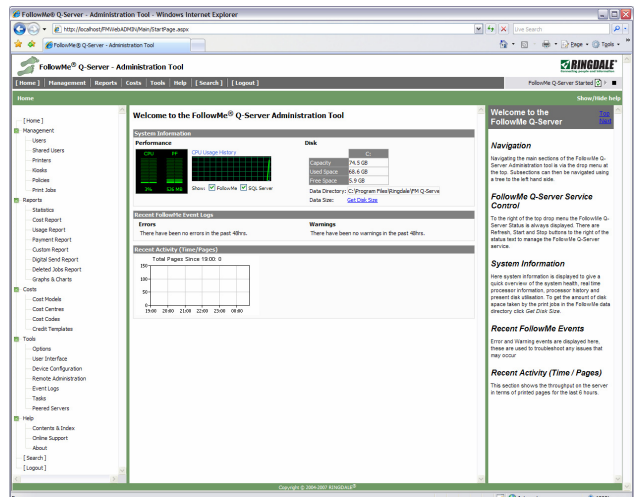 FollowMe® Q-Server - Administration Tool - Windows Internet Explorer
http://localhost/FMWebADMIN/Main/StartPage.aspx
Live Search
FollowMe® Q-Server - Administration Tool
Page
Tools
FollowMe® Q-Server - Administration Tool
RINGDALE®
[ Home ] Management Reports Costs Tools Help [ Search ] [ Logout ]
FollowMe Q-Server Started
Home
Show/Hide help
[ Home ]
Management
Users
Shared Users
Printers
Kiosks
Policies
Print Jobs
Reports
Statistics
Cost Report
Usage Report
Payment Report
Custom Report
Digital Send Report
Deleted Jobs Report
Graphs & Charts
Costs
Cost Models
Cost Centres
Cost Codes
Credit Templates
Tools
Options
User Interface
Device Configuration
Remote Administration
Event Logs
Tasks
Peered Servers
Help
Contents & Index
Online Support
About
[ Search ]
[ Logout ]
Welcome to the FollowMe® Q-Server Administration Tool
System Information
Performance
CPU
PF
CPU Usage History
3%
526 MB
Show: FollowMe SQL Server
Disk
C:
Capacity 74.5 GB
Used Space 68.6 GB
Free Space 5.9 GB
Data Directory: C:\Program Files\Ringdale\FM Q-Serve
Data Size: Get Disk Size
Recent FollowMe Event Logs
Errors
There have been no errors in the past 48hrs.
Warnings
There have been no warnings in the past 48hrs.
Recent Activity (Time/Pages)
Total Pages Since 19:00: 0
150
100
50
0
19:00 20:00 21:00 22:00 23:00 00:00
Welcome to the FollowMe Q-Server
Top
Next
Navigation
Navigating the main sections of the FollowMe Q-
Server Administration tool is via the drop menu at
the top. Subsections can then be navigated using
a tree to the left hand side.
FollowMe Q-Server Service
Control
To the right of the top drop menu the FollowMe Q-
Server Status is always displayed. There are
Refresh, Start and Stop buttons to the right of the
status text to manage the FollowMe Q-Server
service.
System Information
Here system information is displayed to give a
quick overview of the system health, real time
processor information, processor history and
present disk utilisation. To get the amount of disk
space taken by the print jobs in the FollowMe data
directory click Get Disk Size.
Recent FollowMe Events
Error and Warning events are displayed here,
these are used to troubleshoot any issues that
may occur
Recent Activity (Time / Pages)
This section shows the throughput on the server
in terms of printed pages for the last 6 hours.
Copyright © 2004-2007 RINGDALE®